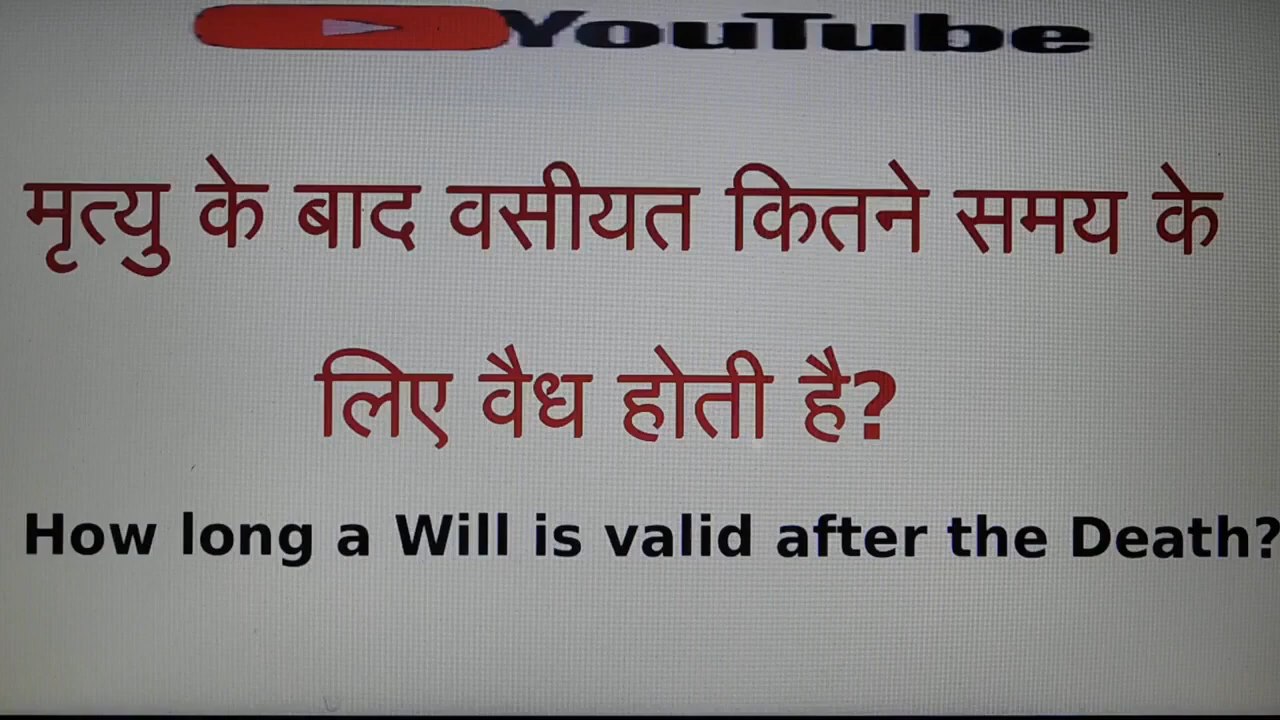 YouTube
मृत्यु के बाद वसीयत कितने समय के
लिए वैध होती है?
How long a Will is valid after the Death?